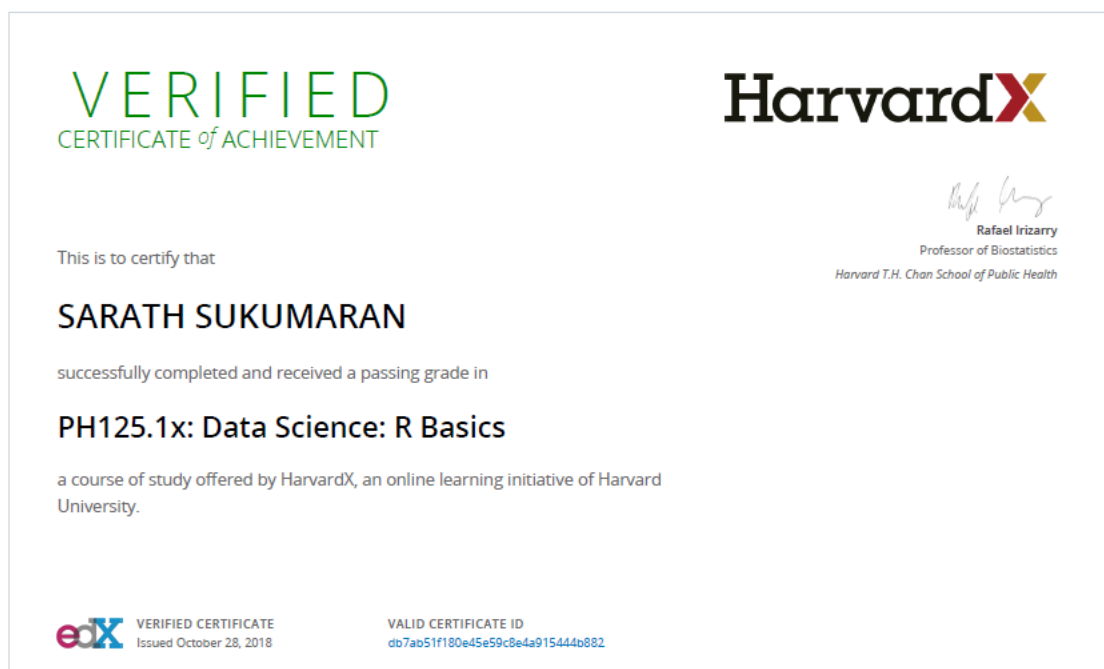 VERIFIED
CERTIFICATE of ACHIEVEMENT
HarvardX
Rafael Irizarry
Professor of Biostatistics
Harvard T.H. Chan School of Public Health
This is to certify that
SARATH SUKUMARAN
successfully completed and received a passing grade in
PH125.1x: Data Science: R Basics
a course of study offered by HarvardX, an online learning initiative of Harvard
University.
edX
VERIFIED CERTIFICATE
Issued October 28, 2018
VALID CERTIFICATE ID
db7ab51f180e45e59c8e4a915444b882